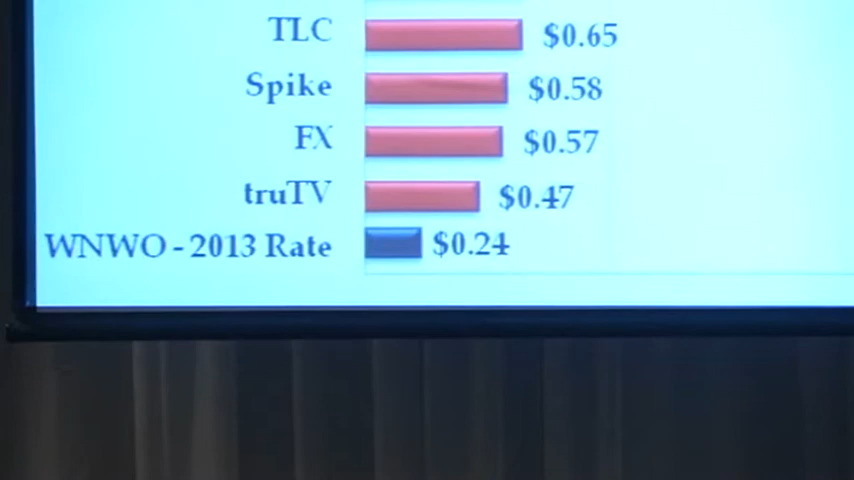 TLC $0.65
Spike $0.58
FX $0.57
truTV $0.47
WNWO - 2013 Rate $0.24